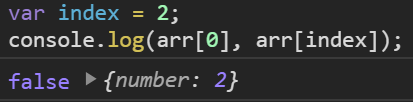 var index = 2;
console.log(arr[0], arr[index]);
false ▶{number: 2}